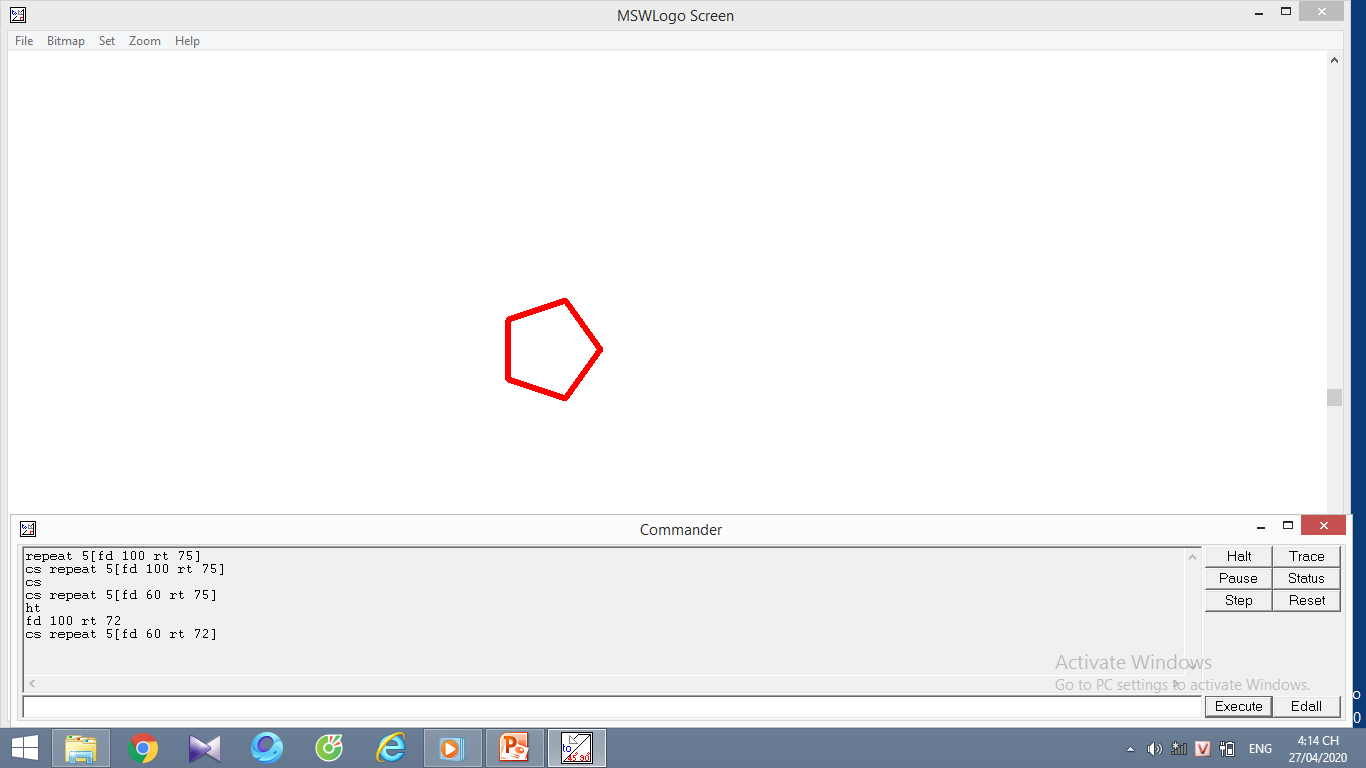 MSWLogo Screen
File Bitmap Set Zoom Help
Commander
repeat 5[fd 100 rt 75]
cs repeat 5[fd 100 rt 75]
cs
cs repeat 5[fd 60 rt 75]
ht
fd 100 rt 72
cs repeat 5[fd 60 rt 72]
Halt Trace
Pause Status
Step Reset
Activate Windows
Go to PC settings to activate Windows.
Execute Edall
ENG
4:14 CH
27/04/2020